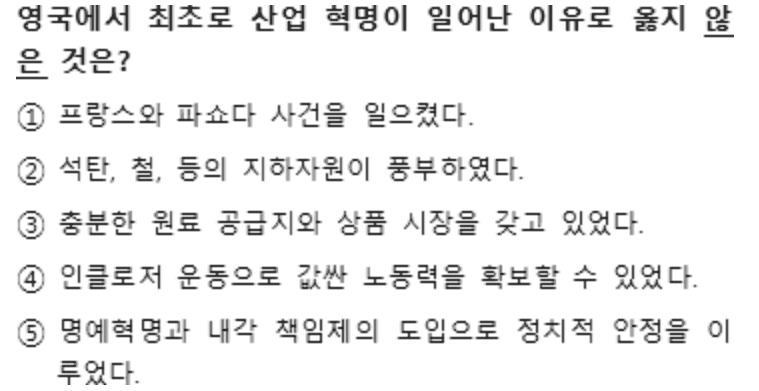 영국에서 최초로 산업 혁명이 일어난 이유로 옳지 않
은 것은?
① 프랑스와 파쇼다 사건을 일으켰다.
② 석탄, 철, 등의 지하자원이 풍부하였다.
③ 충분한 원료 공급지와 상품 시장을 갖고 있었다.
④ 인클로저 운동으로 값싼 노동력을 확보할 수 있었다.
⑤ 명예혁명과 내각 책임제의 도입으로 정치적 안정을 이
루었다.